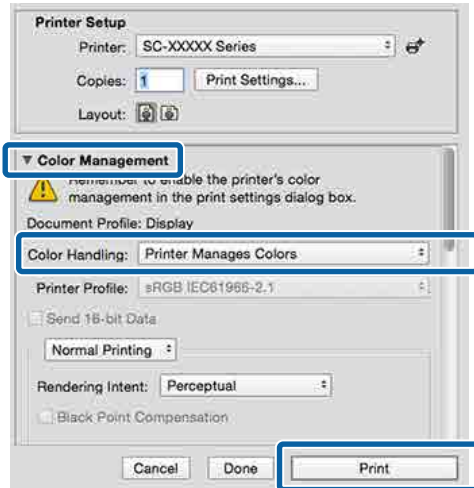 Printer Setup
Printer: SC-XXXXX Series
Copies: 1 Print Settings...
Layout:
▼ Color Management
Remember to enable the printer's color
management in the print settings dialog box.
Document Profile: Display
Color Handling: Printer Manages Colors
Printer Profile: sRGB IEC61966-2.1
Send 16-bit Data
Normal Printing
Rendering Intent: Perceptual
Black Point Compensation
Cancel Done Print